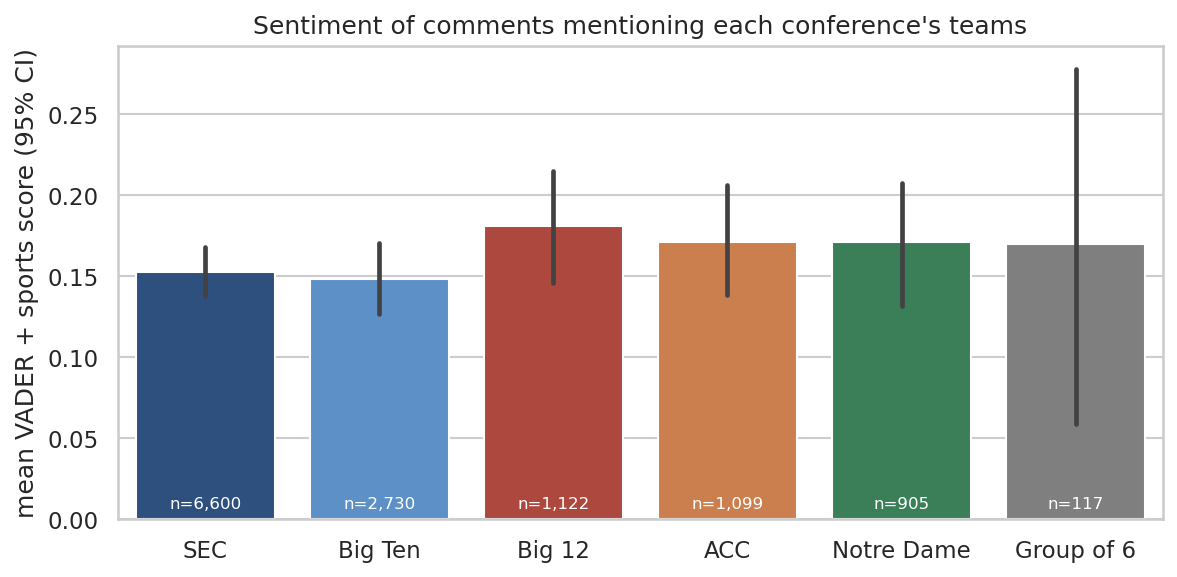 Sentiment of comments mentioning each conference's teams
mean VADER + sports score (95% CI)
0.25
0.20
0.15
0.10
0.05
0.00
n=6,600
n=2,730
n=1,122
n=1,099
n=905
n=117
SEC
Big Ten
Big 12
ACC
Notre Dame
Group of 6